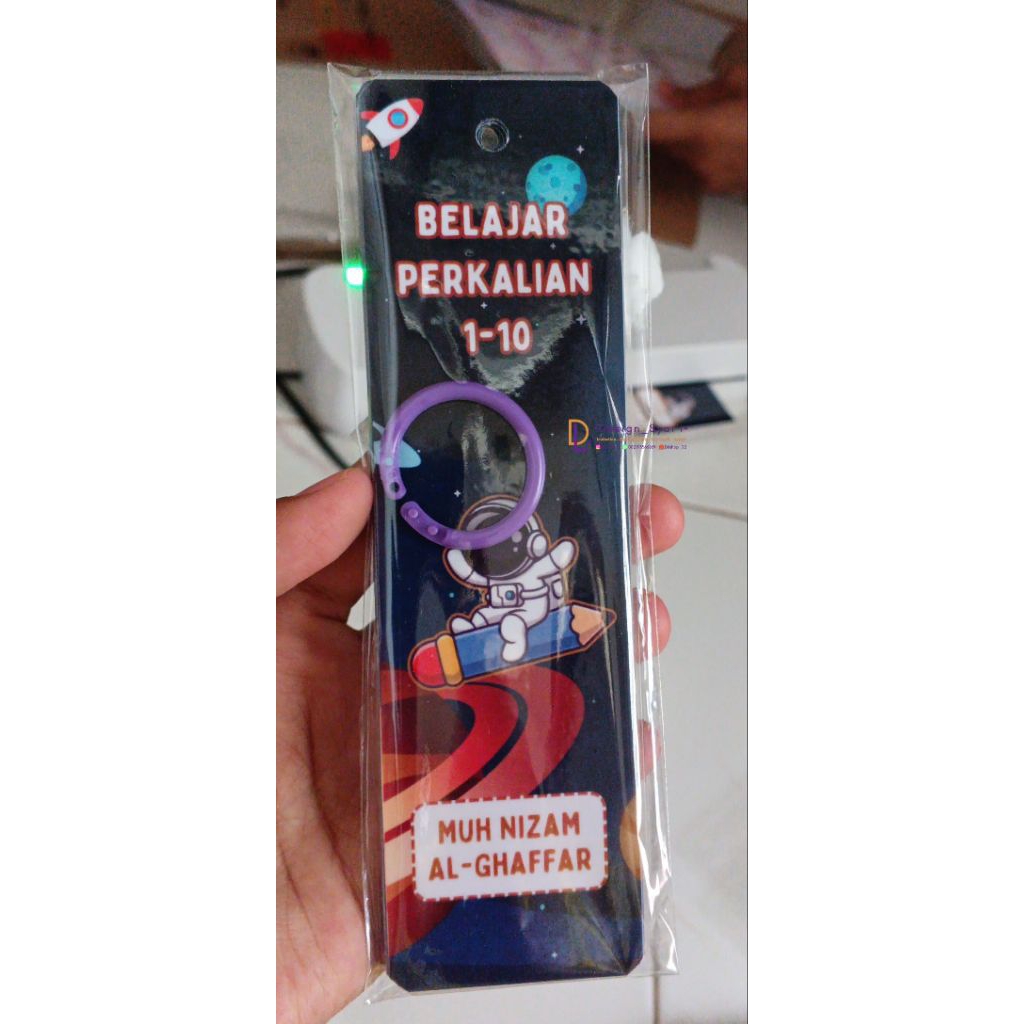 BELAJAR
PERKALIAN
1-10
MUH NIZAM
AL-GHAFFAR